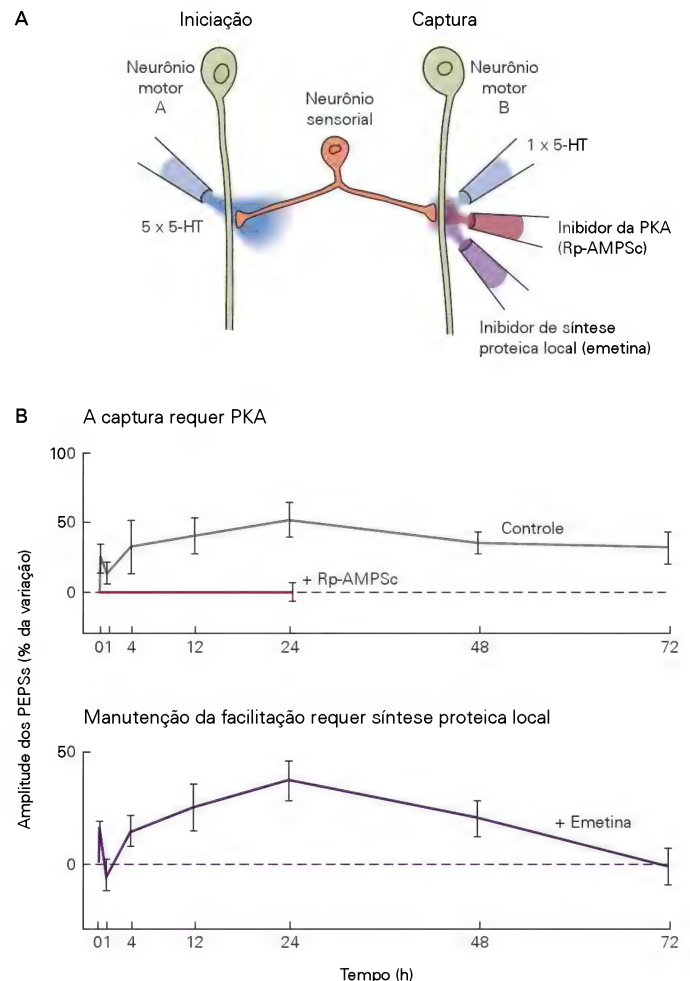 A
Iniciação
Captura
Neurônio
motor
A
Neurônio
sensorial
Neurônio
motor
B
1 x 5-HT
5 x 5-HT
Inibidor da PKA
(Rp-AMPSc)
Inibidor de síntese
proteica local (emetina)
B
A captura requer PKA
Amplitude dos PEPSs (% da variação)
100
50
0
Controle
+ Rp-AMPSc
0 1 4 12 24 48 72
Manutenção da facilitação requer síntese proteica local
50
0
+ Emetina
0 1 4 12 24 48 72
Tempo (h)